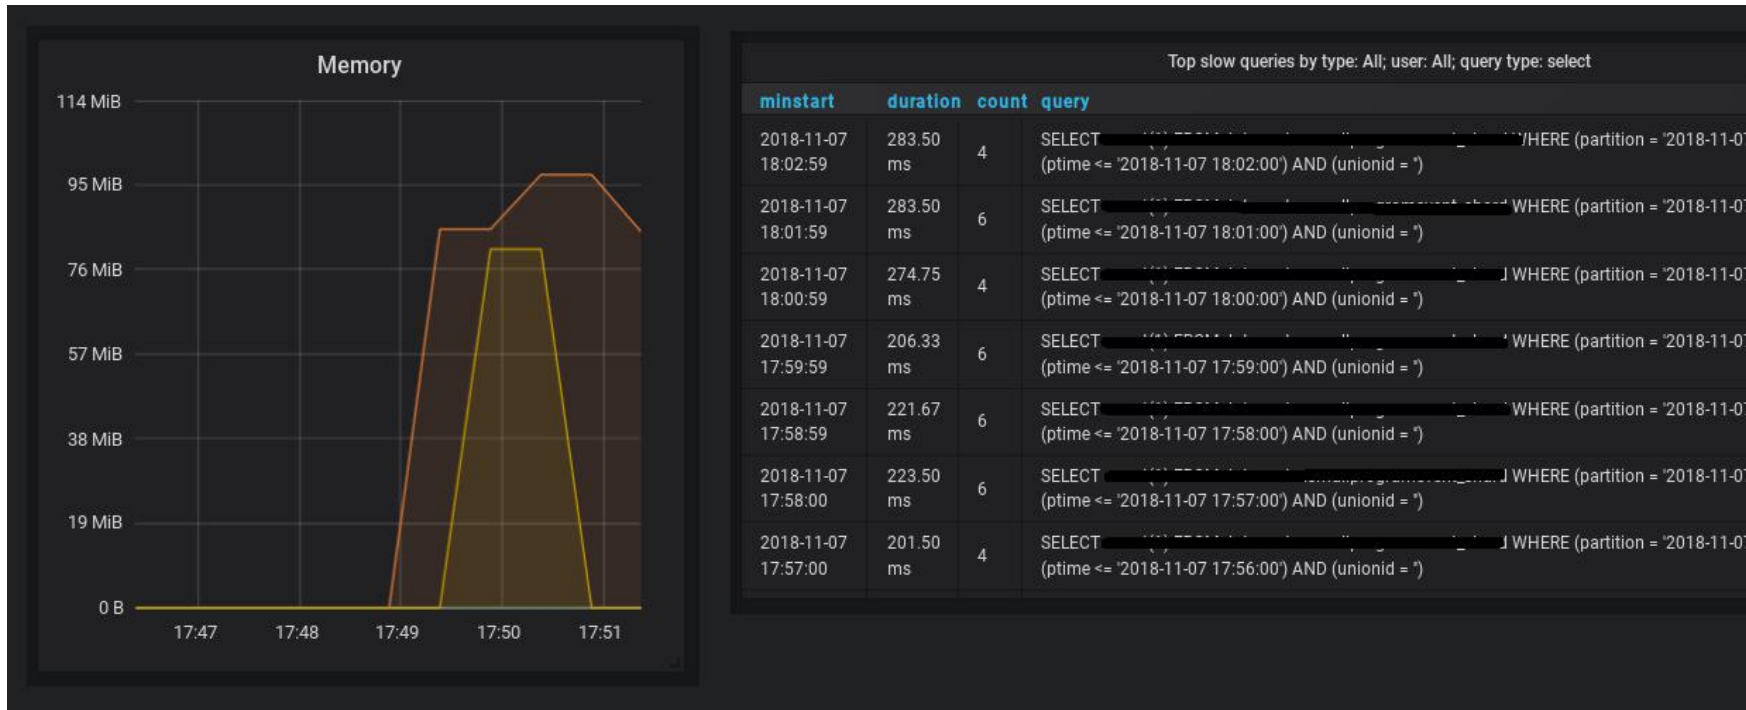 Memory
114 MiB
95 MiB
76 MiB
57 MiB
38 MiB
19 MiB
0 B
17:47 17:48 17:49 17:50 17:51
Top slow queries by type: All; user: All; query type: select
minstart duration count query
2018-11-07 283.50 4 SELECT WHERE (partition = '2018-11-07
18:02:59 ms (ptime <= '2018-11-07 18:02:00') AND (unionid = '')
2018-11-07 283.50 6 SELECT WHERE (partition = '2018-11-07
18:01:59 ms (ptime <= '2018-11-07 18:01:00') AND (unionid = '')
2018-11-07 274.75 4 SELECT WHERE (partition = '2018-11-07
18:00:59 ms (ptime <= '2018-11-07 18:00:00') AND (unionid = '')
2018-11-07 206.33 6 SELECT WHERE (partition = '2018-11-07
17:59:59 ms (ptime <= '2018-11-07 17:59:00') AND (unionid = '')
2018-11-07 221.67 6 SELECT WHERE (partition = '2018-11-07
17:58:59 ms (ptime <= '2018-11-07 17:58:00') AND (unionid = '')
2018-11-07 223.50 6 SELECT WHERE (partition = '2018-11-07
17:58:00 ms (ptime <= '2018-11-07 17:57:00') AND (unionid = '')
2018-11-07 201.50 4 SELECT WHERE (partition = '2018-11-07
17:57:00 ms (ptime <= '2018-11-07 17:56:00') AND (unionid = '')